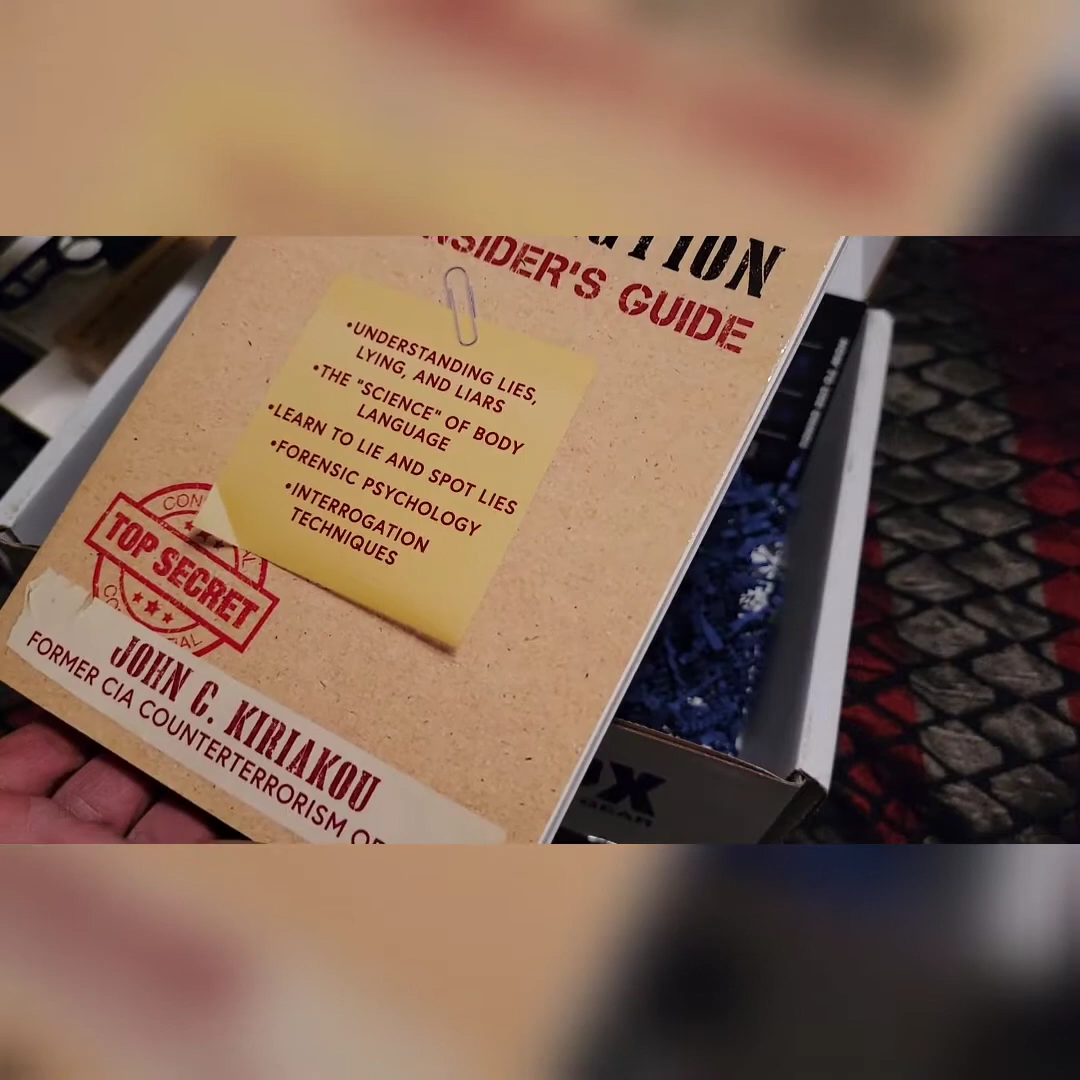 INSIDER'S GUIDE
•UNDERSTANDING LIES,
LYING, AND LIARS
•THE "SCIENCE" OF BODY
LANGUAGE
•LEARN TO LIE AND SPOT LIES
•FORENSIC PSYCHOLOGY
•INTERROGATION
TECHNIQUES
TOP SECRET
JOHN C. KIRIAKOU
FORMER CIA COUNTERTERRORISM
GEAR